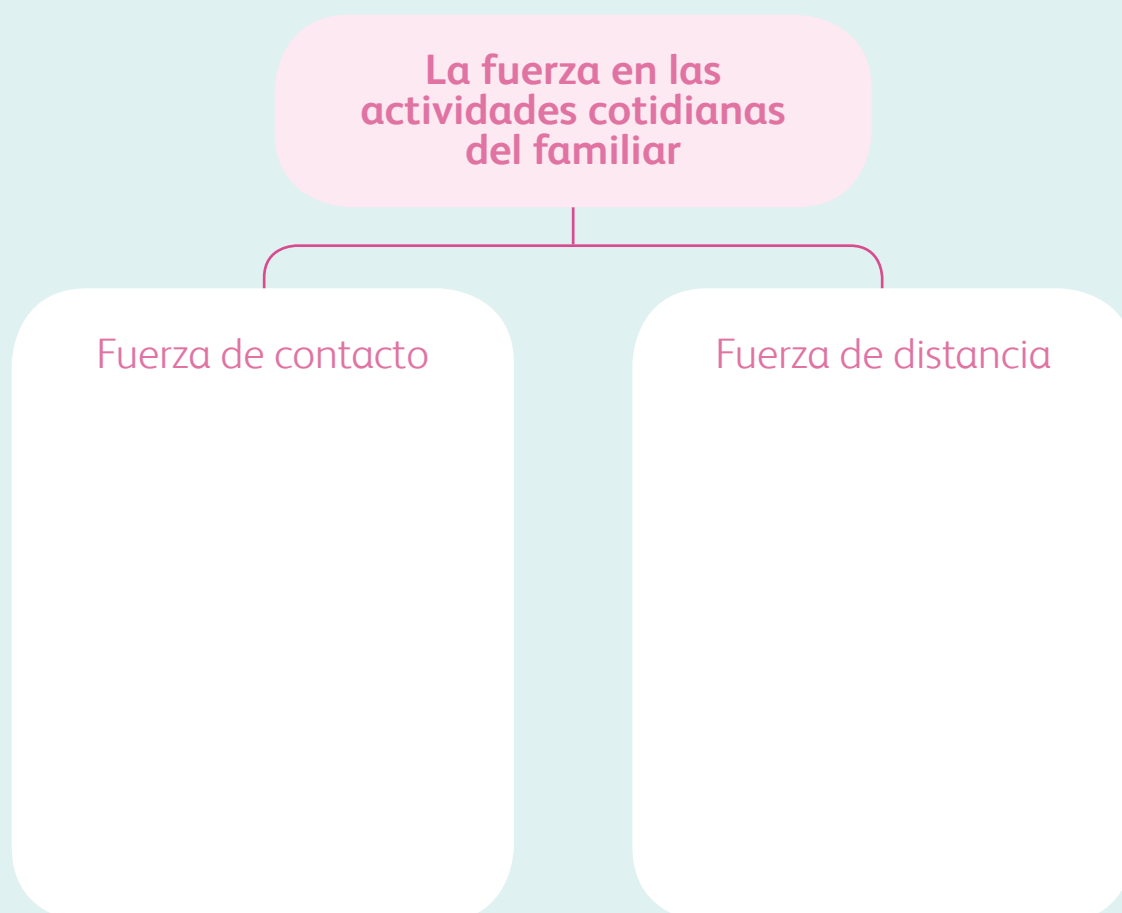 La fuerza en las
actividades cotidianas
del familiar
Fuerza de contacto
Fuerza de distancia